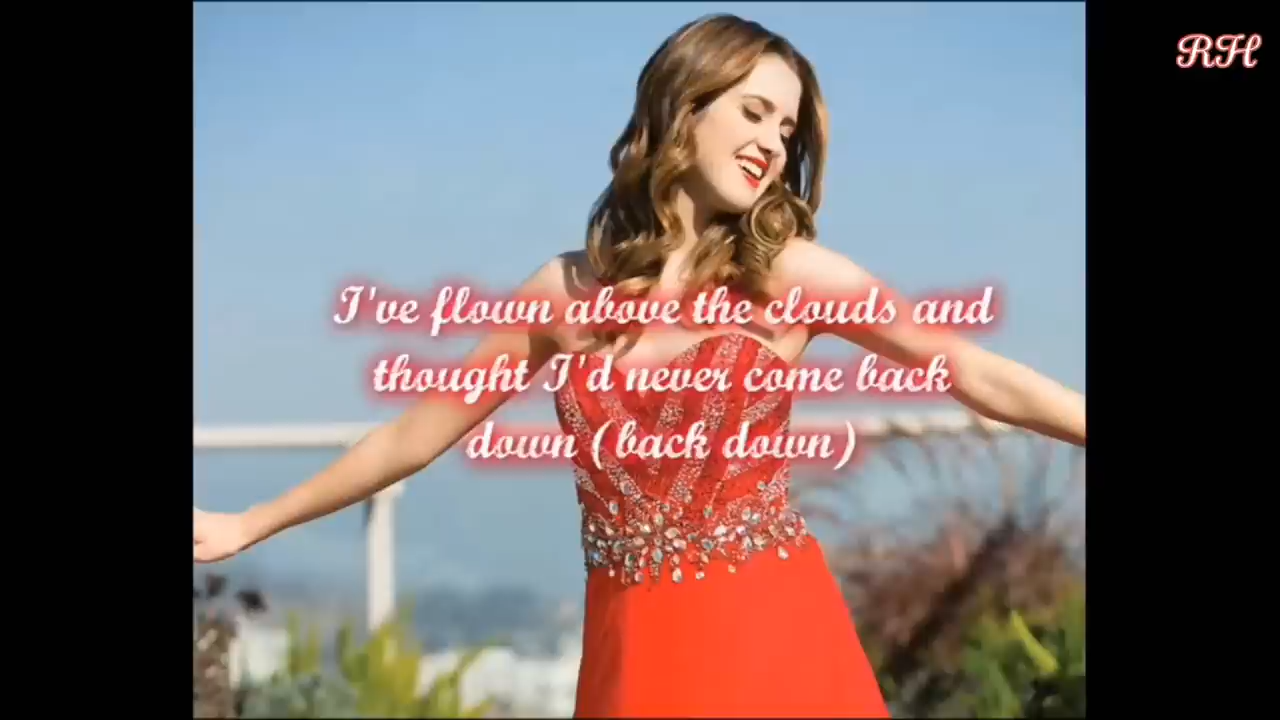 RH
I've flown above the clouds and
thought I'd never come back
down (back down)